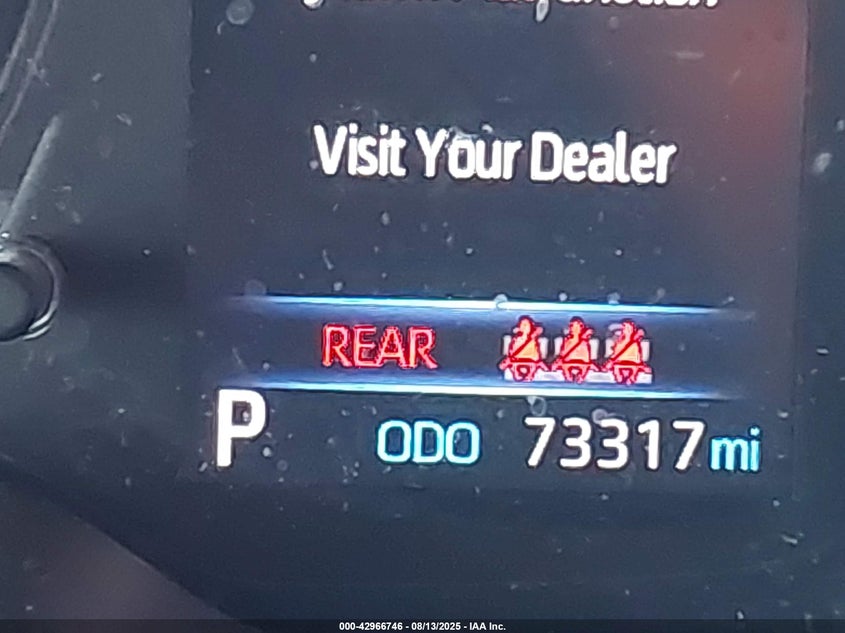 Visit Your Dealer
REAR
P ODO 73317 mi
000-42966746 - 08/13/2025 - IAA Inc.